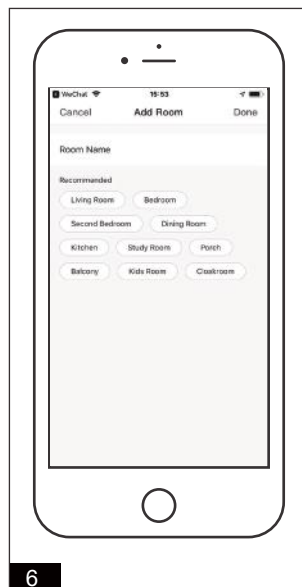 WeChat 15:53
Cancel Add Room Done
Room Name
Recommended
Living Room Bedroom
Second Bedroom Dining Room
Kitchen Study Room Porch
Balcony Kids Room Cloakroom
6